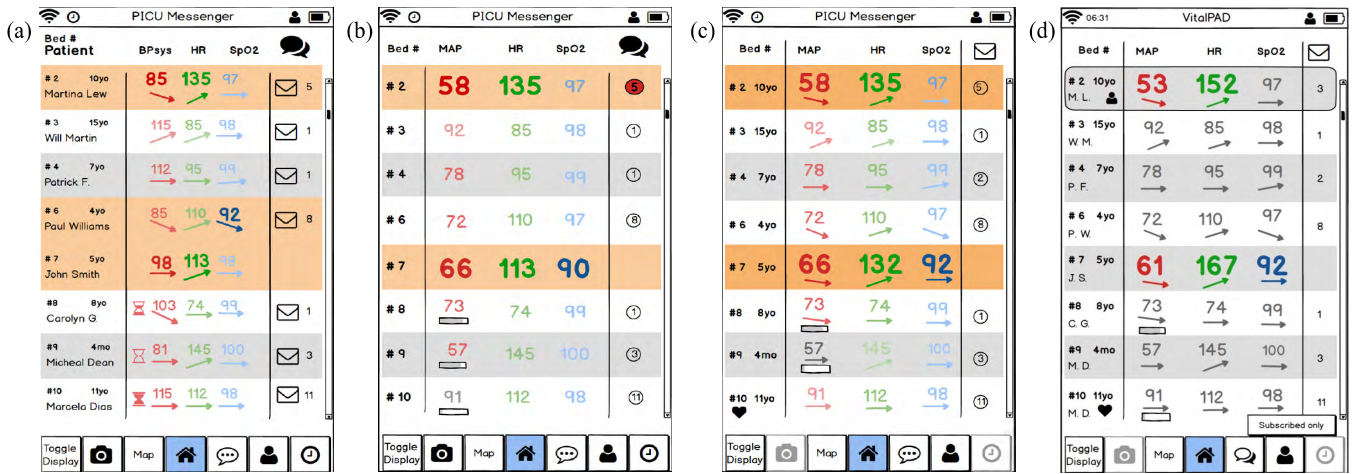 (a)
PICU Messenger
Bed #
Patient BPsys HR SpO2
# 2 10yo 85 135 97 5
Martina Lew
# 3 15yo 115 85 98 1
Will Martin
# 4 7yo 112 95 99 1
Patrick F.
# 6 4yo 85 110 92 8
Paul Williams
# 7 5yo 98 113 98
John Smith
#8 8yo 103 74 99 1
Carolyn G.
#9 4mo 81 145 100 3
Micheal Dean
#10 11yo 115 112 98 11
Marcela Dias
Toggle
Display
Map
(b)
PICU Messenger
Bed # MAP HR SpO2
# 2 58 135 97 5
# 3 92 85 98 1
# 4 78 95 99 1
# 6 72 110 97 8
# 7 66 113 90
# 8 73 74 99 1
# 9 57 145 100 3
# 10 91 112 98 11
Toggle
Display
Map
(c)
PICU Messenger
Bed # MAP HR SpO2
# 2 10yo 58 135 97 5
# 3 15yo 92 85 98 1
# 4 7yo 78 95 99 2
# 6 4yo 72 110 97 8
# 7 5yo 66 132 92
#8 8yo 73 74 99 1
#9 4mo 57 145 100 3
#10 11yo 91 112 98 11
Toggle
Display
Map
(d)
06:31 VitalPAD
Bed # MAP HR SpO2
# 2 10yo 53 152 97 3
M. L.
# 3 15yo 92 85 98 1
W. M.
# 4 7yo 78 95 99 2
P. F.
# 6 4yo 72 110 97 8
P. W.
# 7 5yo 61 167 92
J. S.
#8 8yo 73 74 99 1
C. G.
#9 4mo 57 145 100 3
M. D.
#10 11yo 91 112 98 11
M. D.
Subscribed only
Toggle
Display
Map